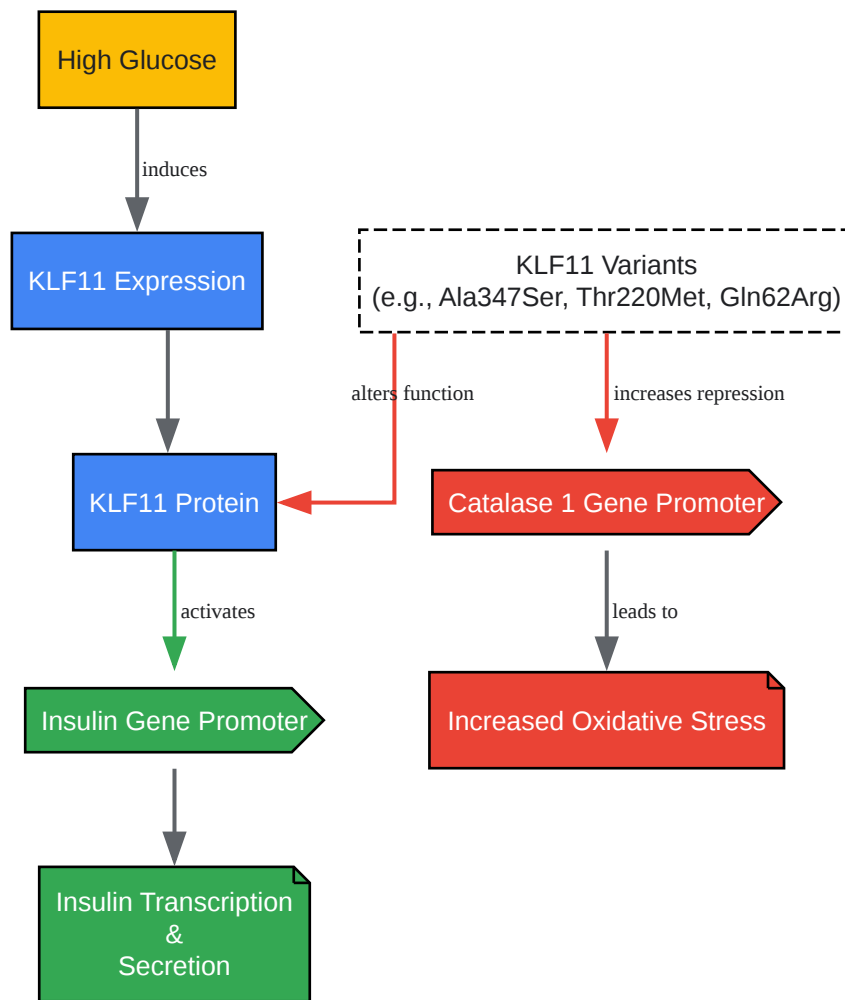 High Glucose
induces
KLF11 Expression
KLF11 Variants
(e.g., Ala347Ser, Thr220Met, Gln62Arg)
alters function
increases repression
KLF11 Protein
Catalase 1 Gene Promoter
activates
leads to
Insulin Gene Promoter
Increased Oxidative Stress
Insulin Transcription
&
Secretion